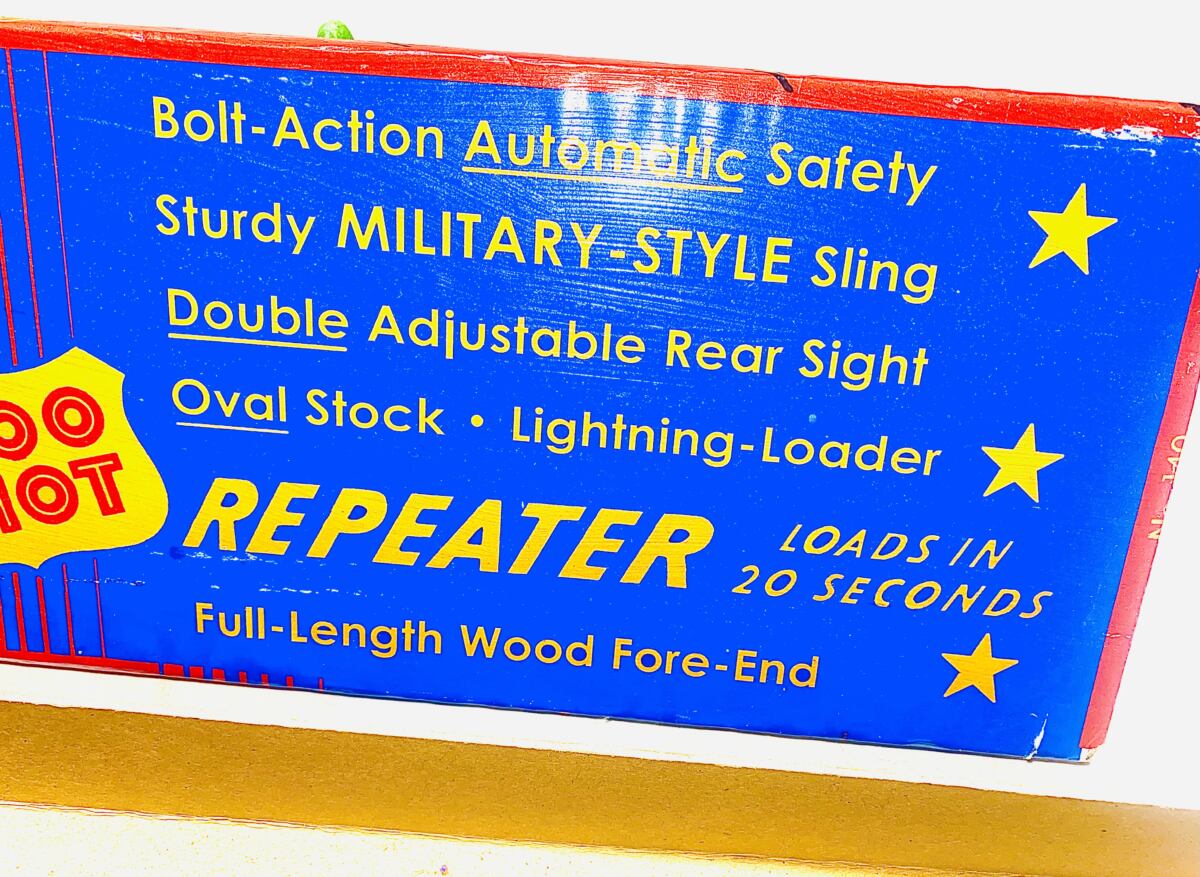 Bolt-Action Automatic Safety
Sturdy MILITARY-STYLE Sling
Double Adjustable Rear Sight
Oval Stock • Lightning-Loader
REPEATER
LOADS IN
20 SECONDS
Full-Length Wood Fore-End